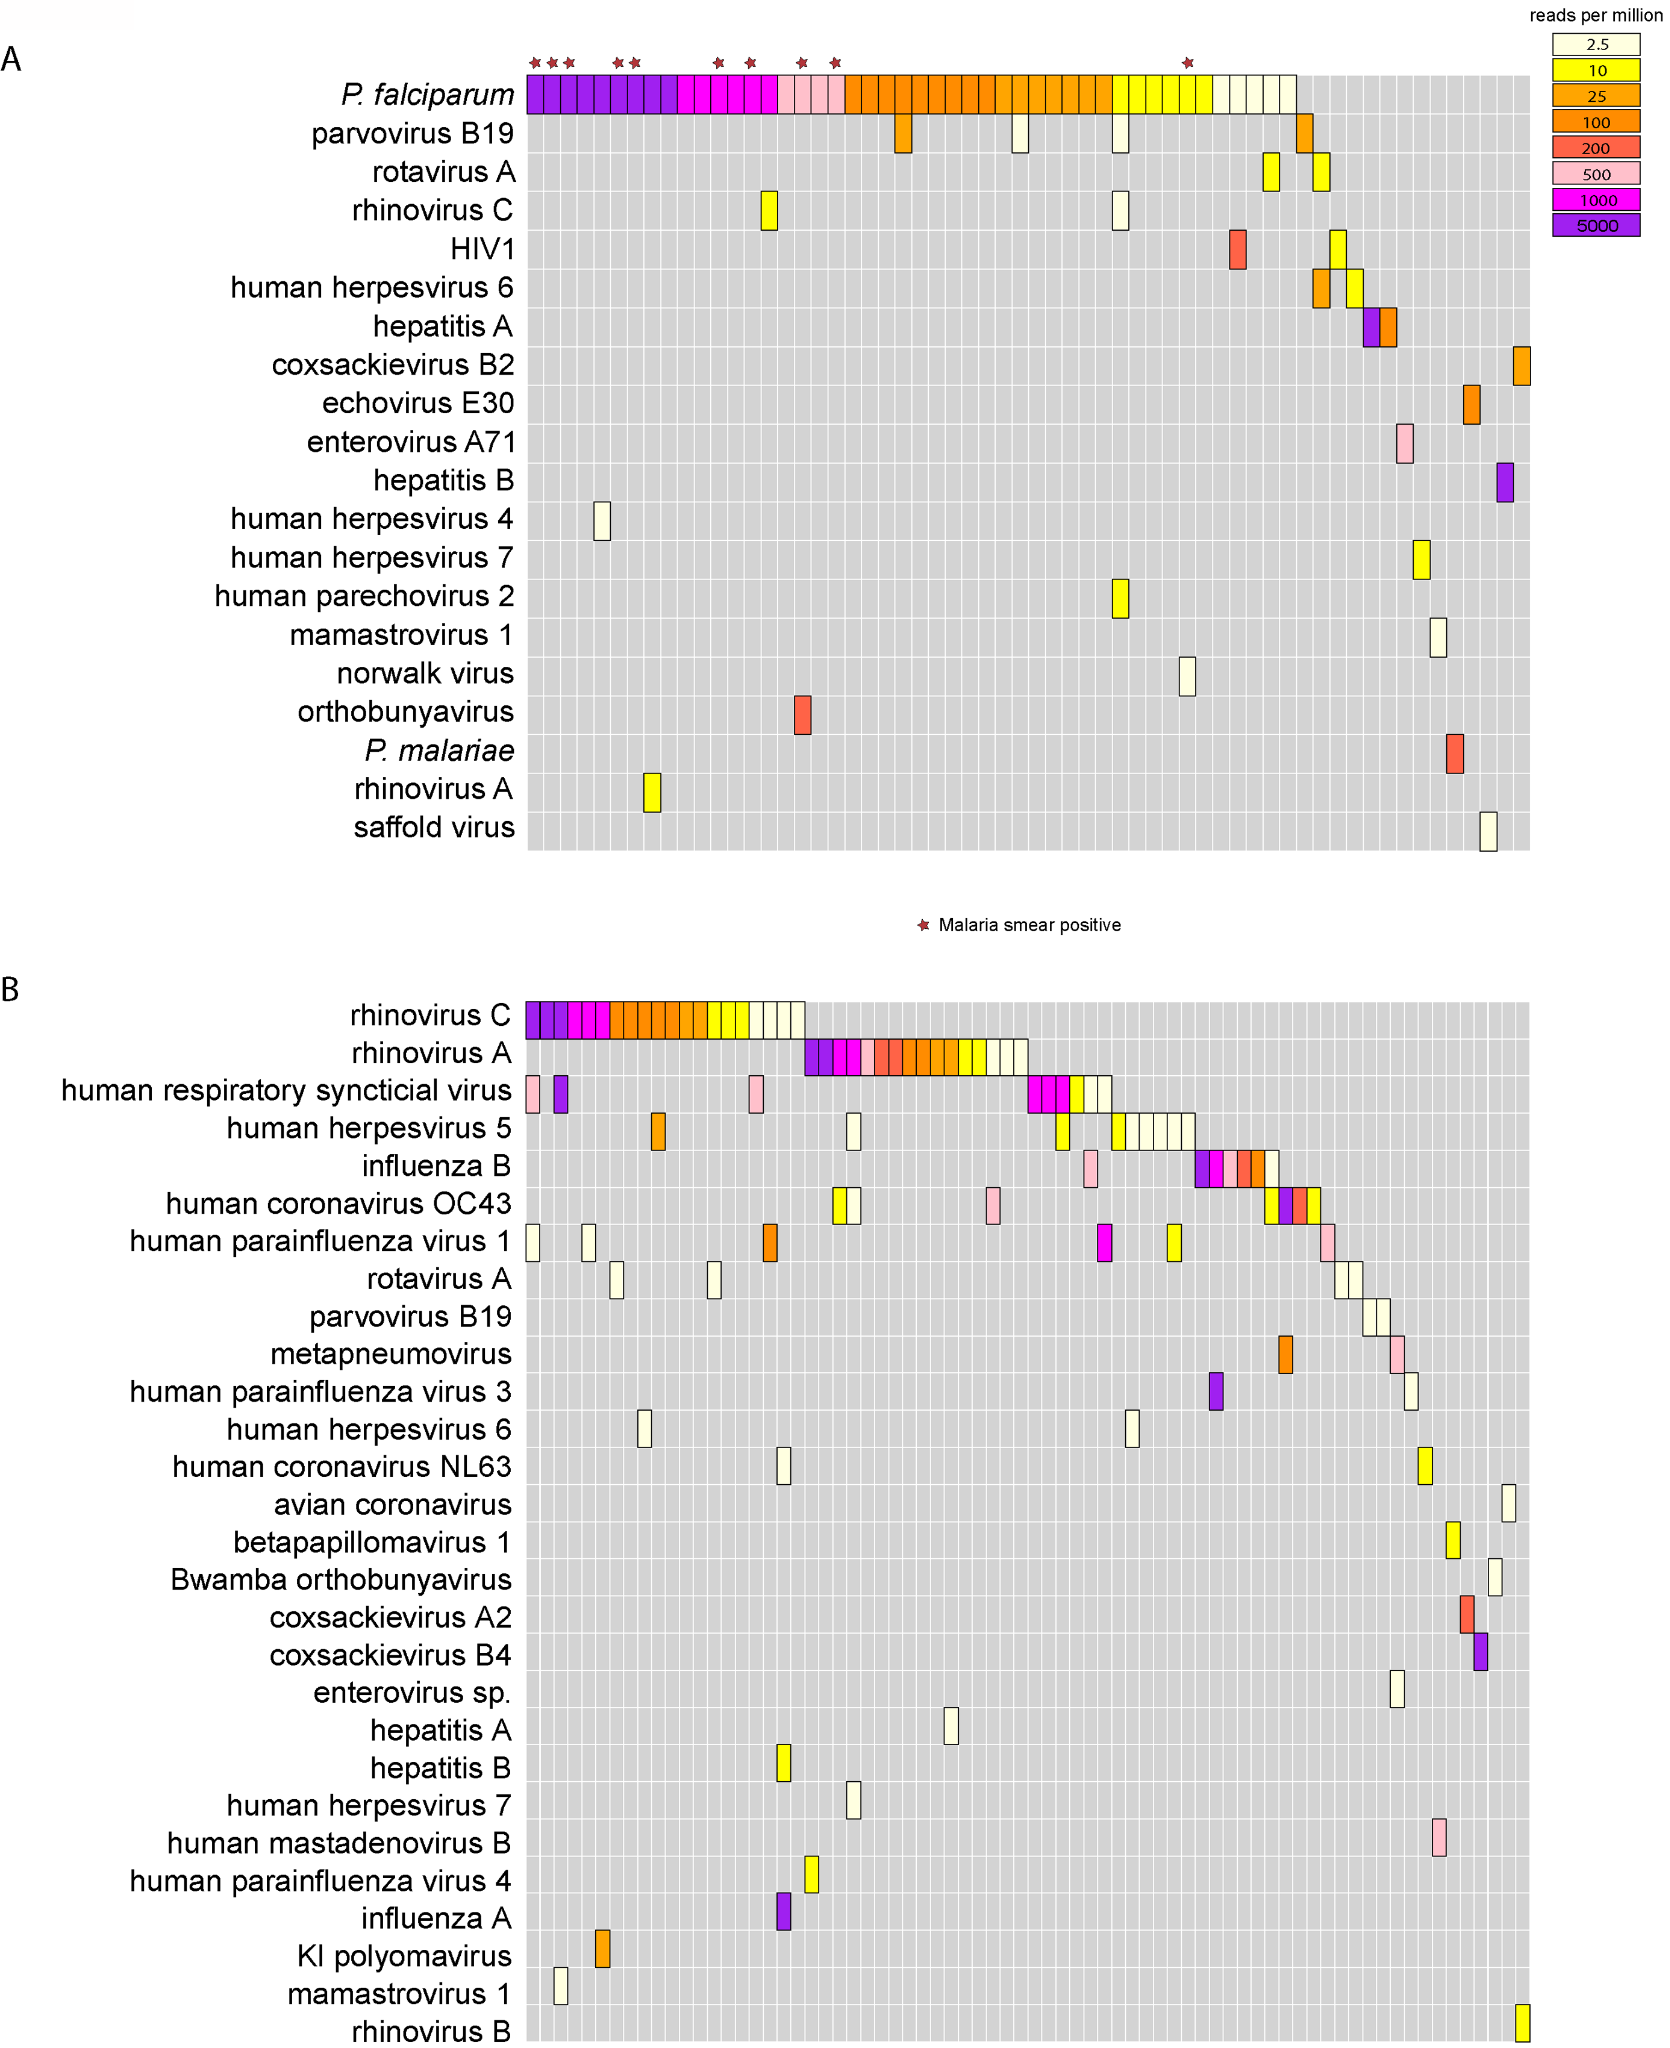 reads per million
A
2.5
10
25
100
200
500
1000
5000
P. falciparum
parvovirus B19
rotavirus A
rhinovirus C
HIV1
human herpesvirus 6
hepatitis A
coxsackievirus B2
echovirus E30
enterovirus A71
hepatitis B
human herpesvirus 4
human herpesvirus 7
human parechovirus 2
mamastrovirus 1
norwalk virus
orthobunyavirus
P. malariae
rhinovirus A
saffold virus
Malaria smear positive
B
rhinovirus C
rhinovirus A
human respiratory syncticial virus
human herpesvirus 5
influenza B
human coronavirus OC43
human parainfluenza virus 1
rotavirus A
parvovirus B19
metapneumovirus
human parainfluenza virus 3
human herpesvirus 6
human coronavirus NL63
avian coronavirus
betapapillomavirus 1
Bwamba orthobunyavirus
coxsackievirus A2
coxsackievirus B4
enterovirus sp.
hepatitis A
hepatitis B
human herpesvirus 7
human mastadenovirus B
human parainfluenza virus 4
influenza A
KI polyomavirus
mamastrovirus 1
rhinovirus B